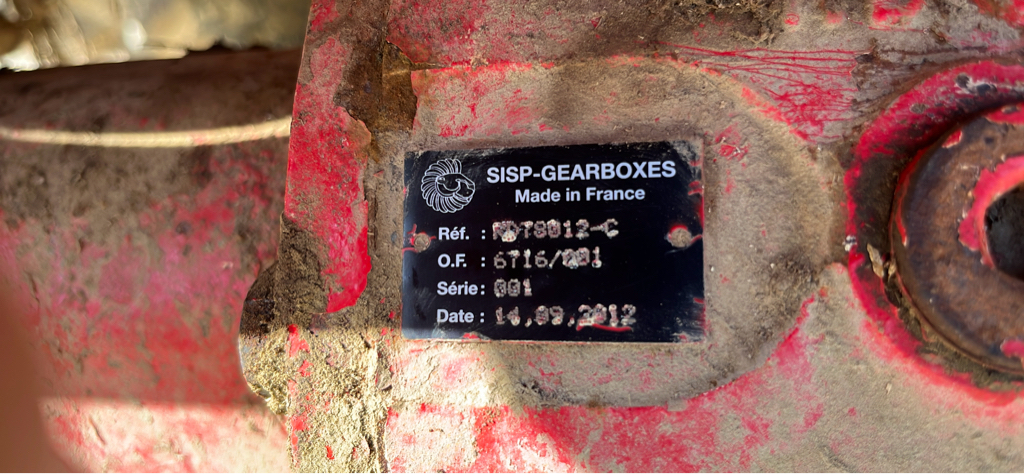 SISP-GEARBOXES
Made in France
Réf. :
O.F. : 6716/001
Série: 001
Date : 14.09.2012